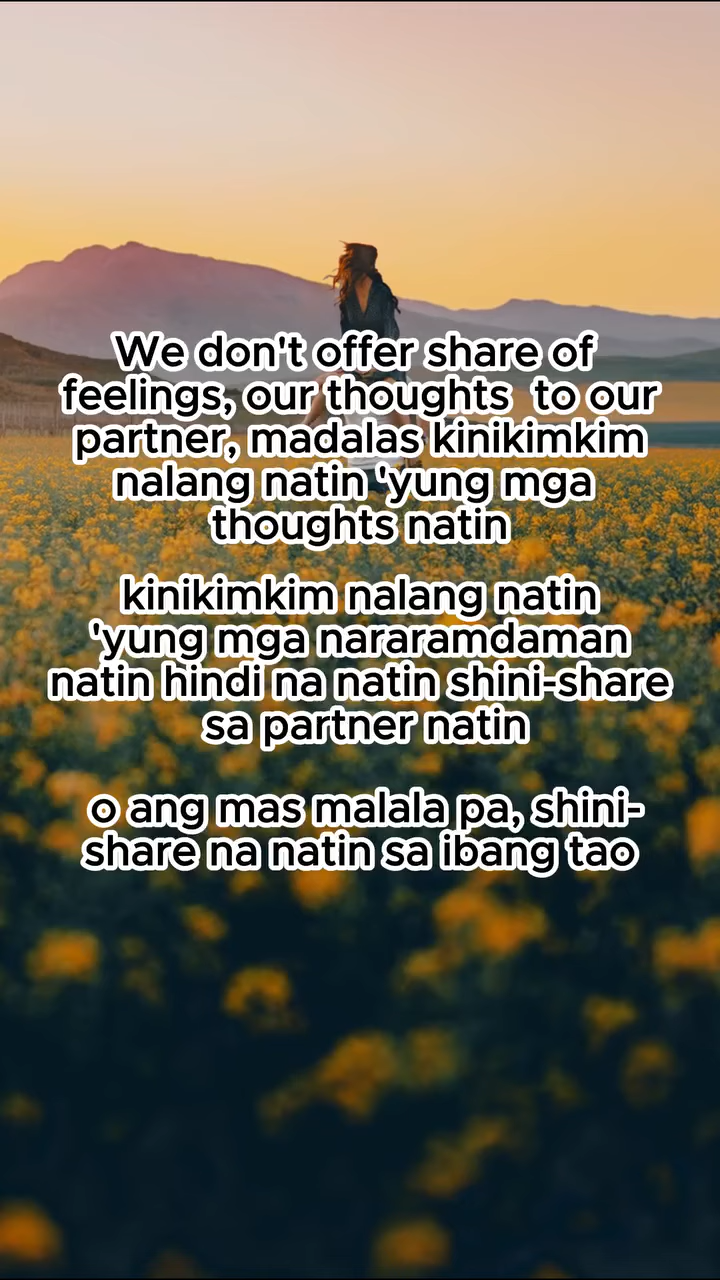 We don't offer share of
feelings, our thoughts  to our
partner, madalas kinikimkim
nalang natin 'yung mga
thoughts natin
kinikimkim nalang natin
'yung mga nararamdaman
natin hindi na natin shini-share
sa partner natin
o ang mas malala pa, shini-
share na natin sa ibang tao